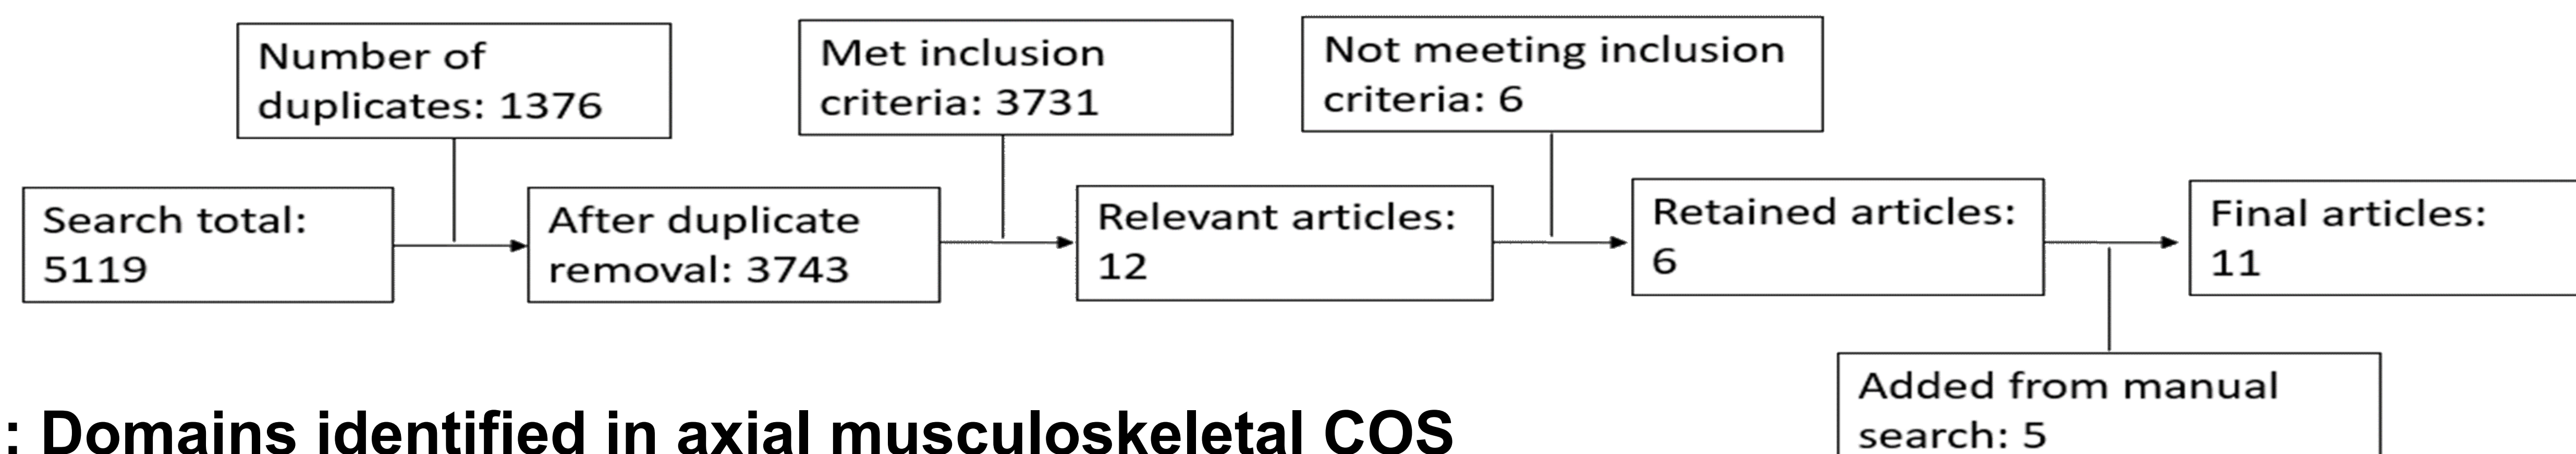 Number of
duplicates: 1376
Met inclusion
criteria: 3731
Not meeting inclusion
criteria: 6
Search total:
5119
After duplicate
removal: 3743
Relevant articles:
12
Retained articles:
6
Final articles:
11
Added from manual
search: 5
: Domains identified in axial musculoskeletal COS